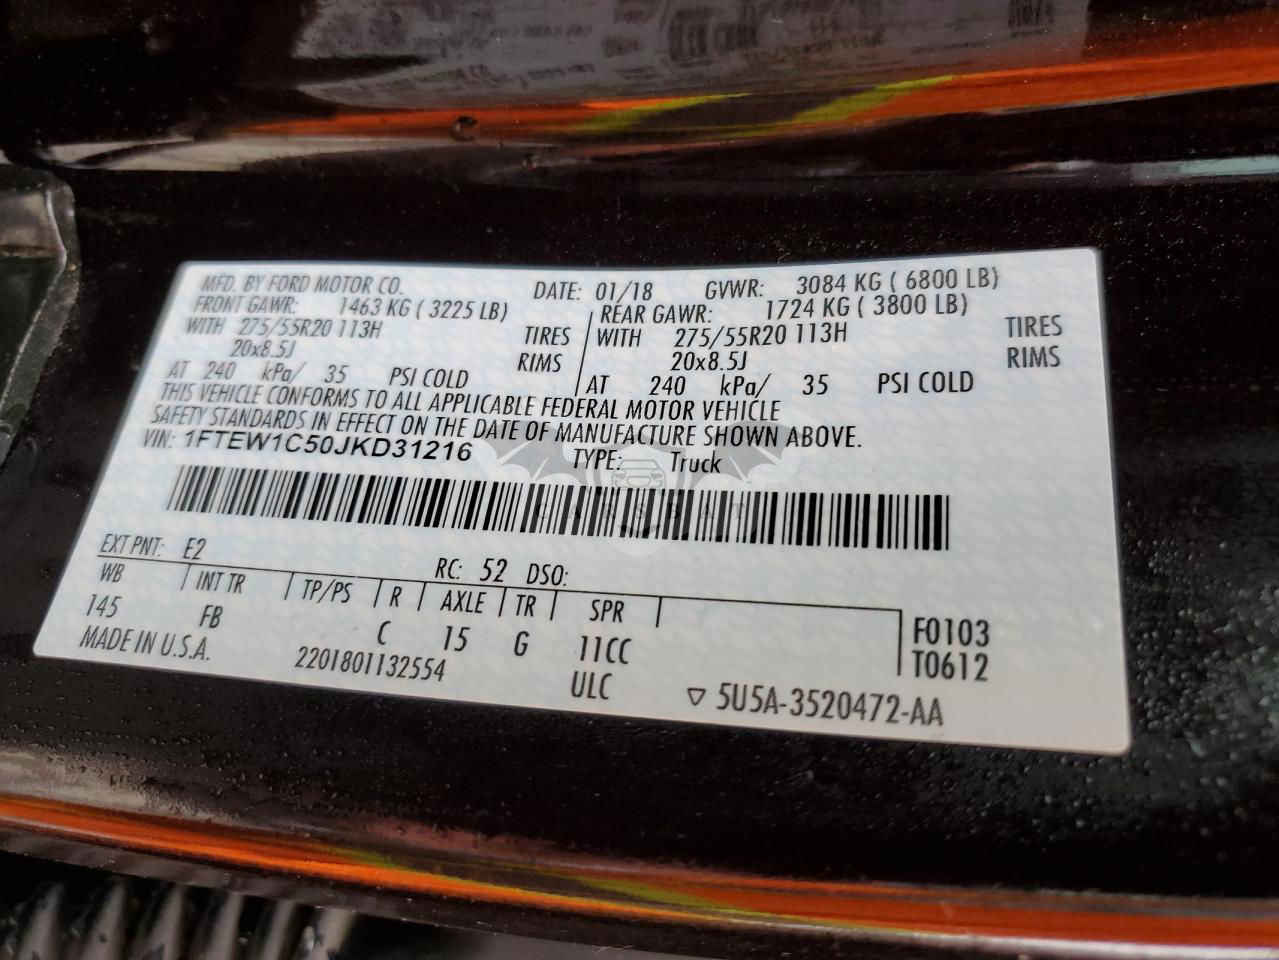 MFD. BY FORD MOTOR CO. DATE: 01/18 GVWR: 3084 KG ( 6800 LB)
FRONT GAWR: 1463 KG ( 3225 LB) REAR GAWR: 1724 KG ( 3800 LB)
WITH 275/55R20 113H TIRES WITH 275/55R20 113H TIRES
20x8.5J RIMS 20x8.5J RIMS
AT 240 kPa/ 35 PSI COLD AT 240 kPa/ 35 PSI COLD
THIS VEHICLE CONFORMS TO ALL APPLICABLE FEDERAL MOTOR VEHICLE
SAFETY STANDARDS IN EFFECT ON THE DATE OF MANUFACTURE SHOWN ABOVE.
VIN: 1FTEW1C50JKD31216 TYPE: Truck
CARSBAT
EXT PNT: E2 RC: 52 DSO:
WB INT TR TP/PS R AXLE TR SPR
145 FB C 15 G 11CC F0103
T0612
MADE IN U.S.A. 2201801132554 ULC ▽ 5U5A-3520472-AA